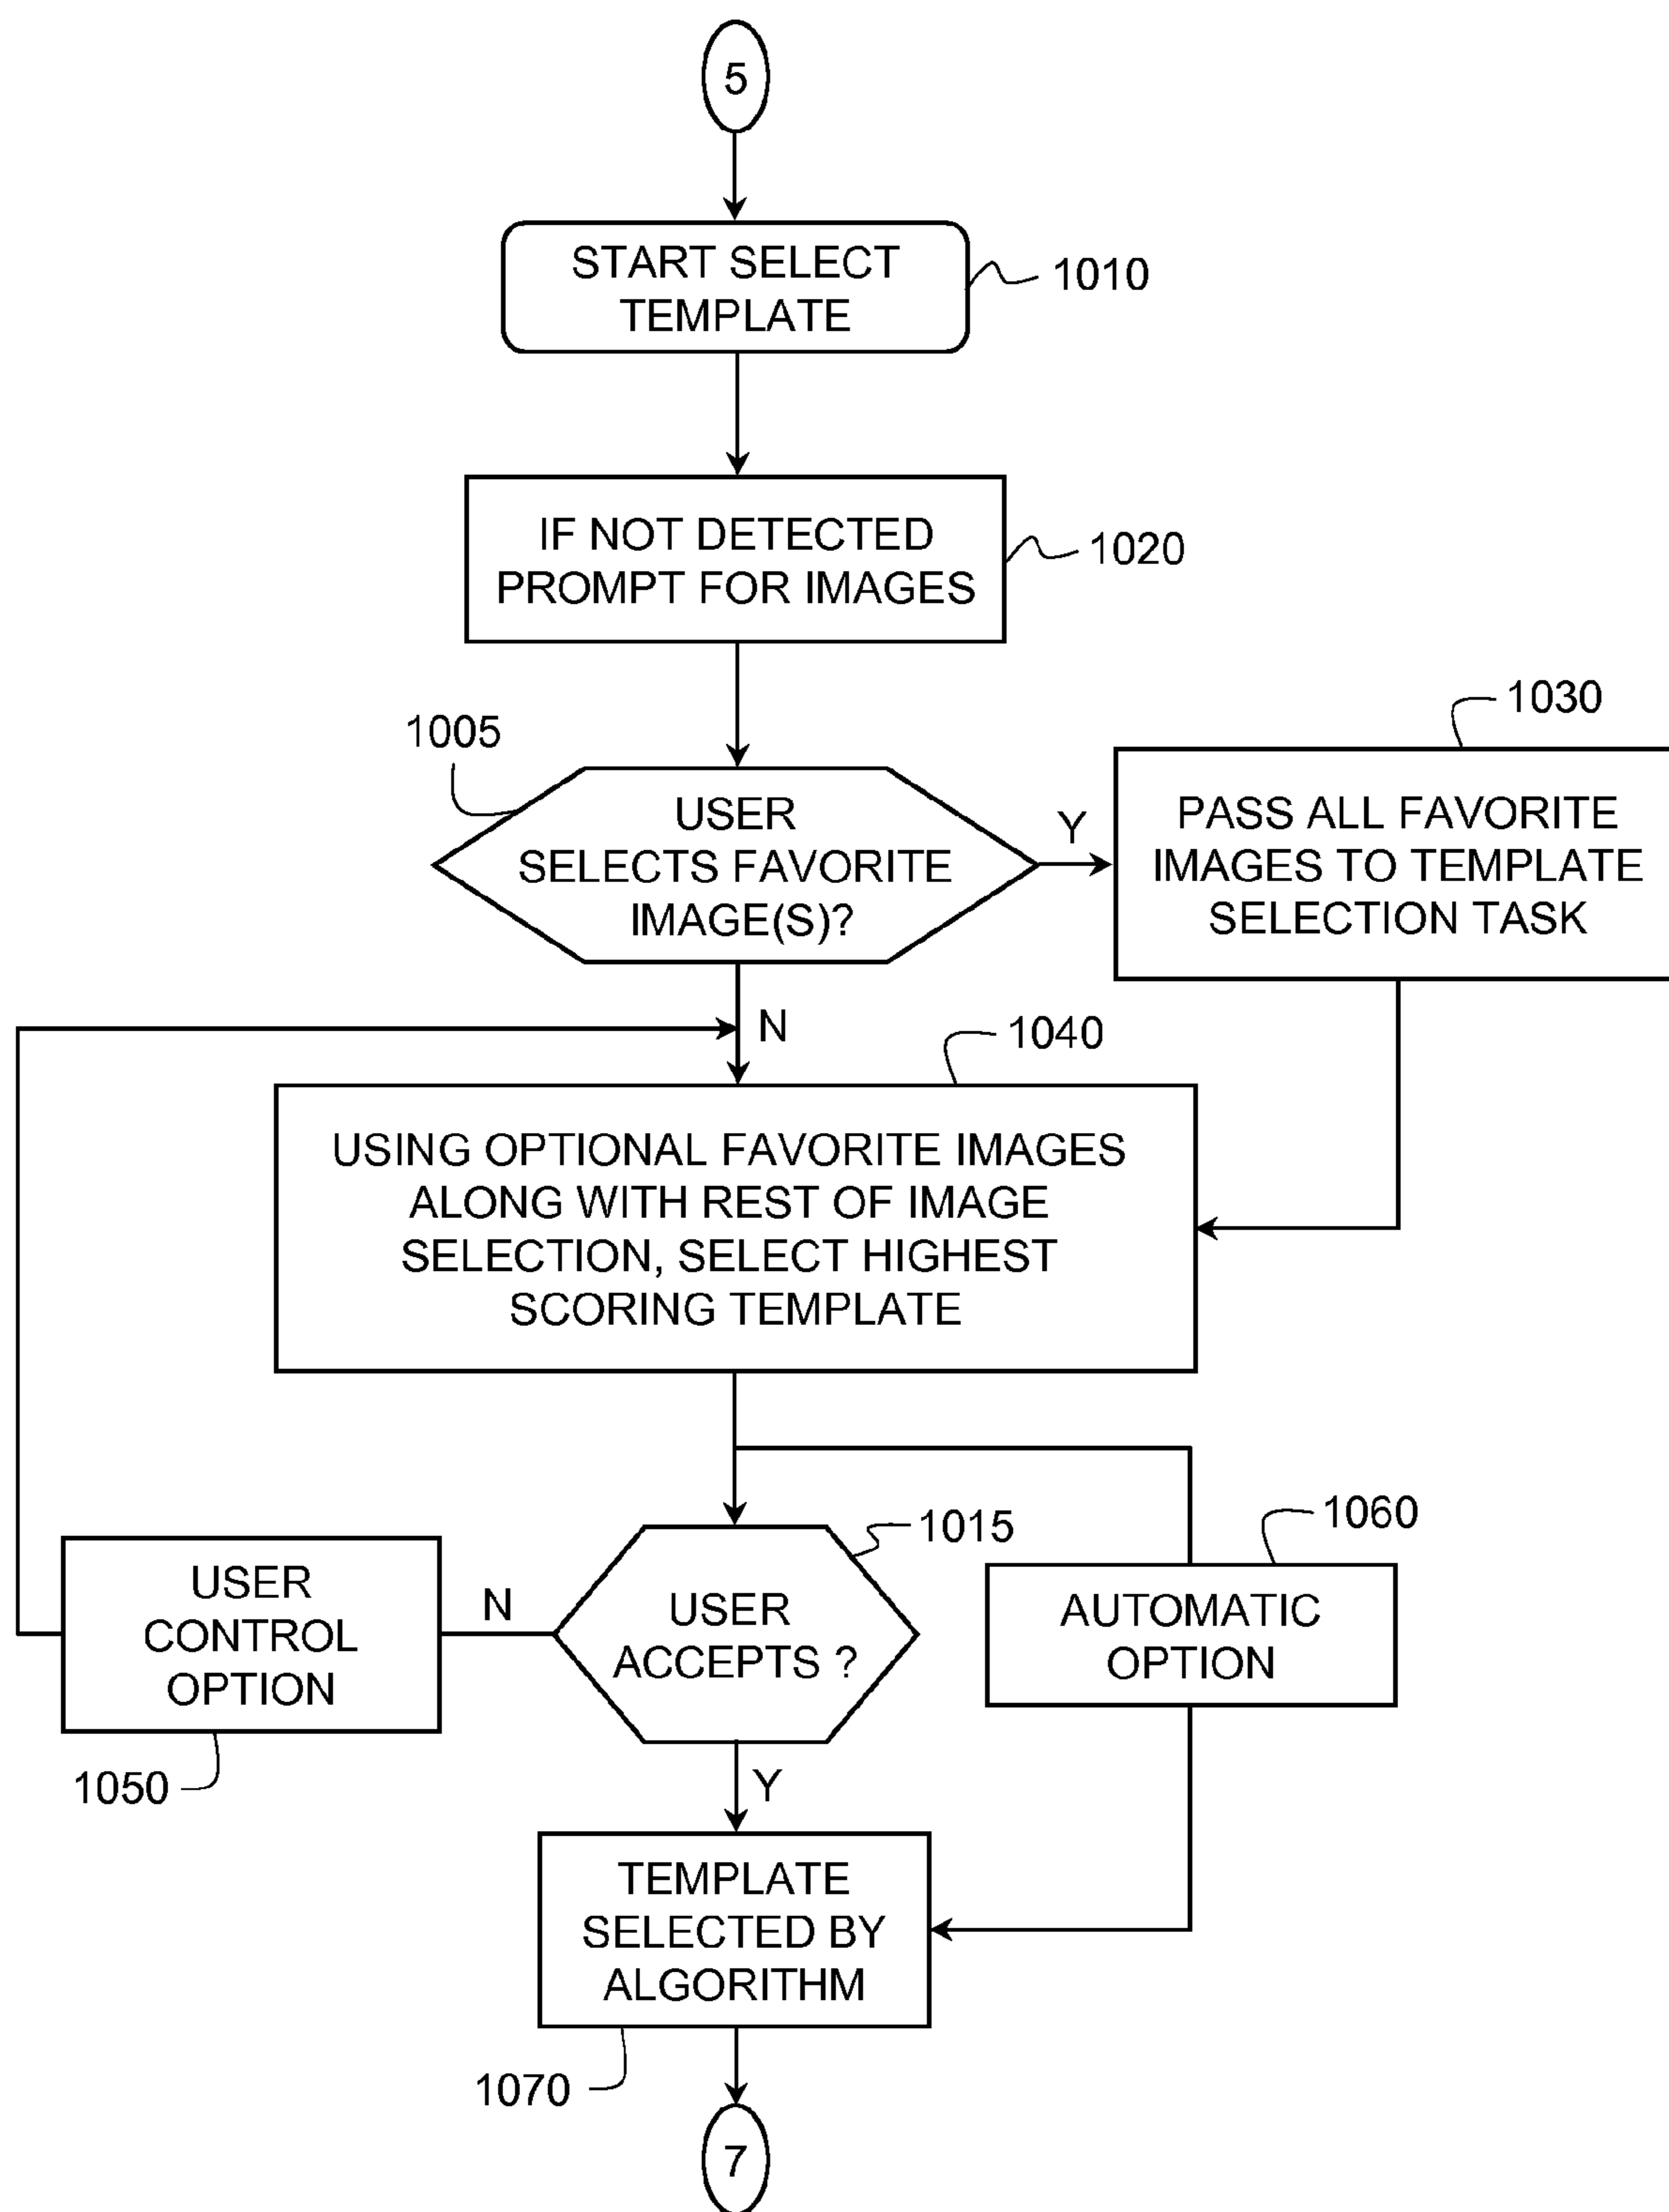 5
START SELECT
TEMPLATE
1010
IF NOT DETECTED
PROMPT FOR IMAGES
1020
1005
USER
SELECTS FAVORITE
IMAGE(S)?
Y
1030
PASS ALL FAVORITE
IMAGES TO TEMPLATE
SELECTION TASK
N
1040
USING OPTIONAL FAVORITE IMAGES
ALONG WITH REST OF IMAGE
SELECTION, SELECT HIGHEST
SCORING TEMPLATE
1015
USER
ACCEPTS ?
N
USER
CONTROL
OPTION
1050
1060
AUTOMATIC
OPTION
Y
TEMPLATE
SELECTED BY
ALGORITHM
1070
7